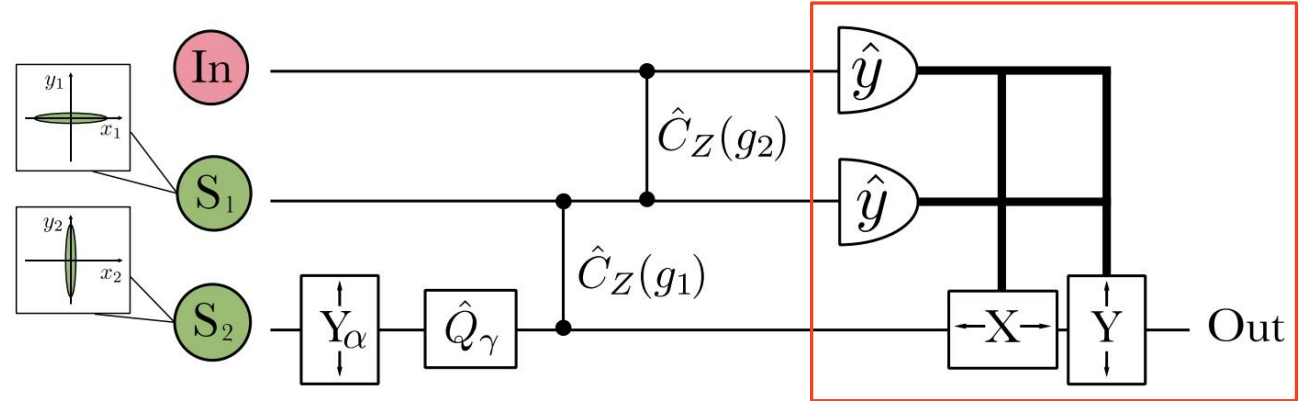 In
y₁
x₁
S₁
y₂
x₂
S₂
Y_α
Q̂_γ
Ĉ_Z(g₁)
Ĉ_Z(g₂)
ŷ
ŷ
X
Y
Out